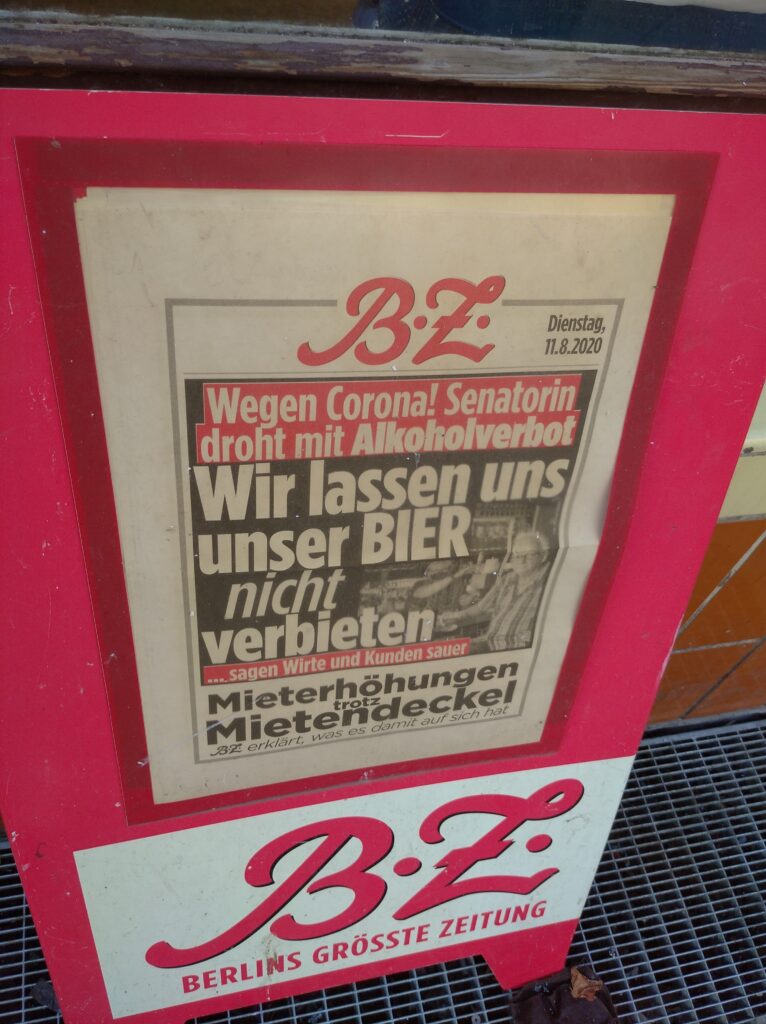 B·Z·
Dienstag,
11.8.2020
Wegen Corona! Senatorin
droht mit Alkoholverbot
Wir lassen uns
unser BIER
nicht
verbieten
...sagen Wirte und Kunden sauer
Mieterhöhungen
trotz
Mietendeckel
B·Z erklärt, was es damit auf sich hat
B·Z·
BERLINS GRÖSSTE ZEITUNG